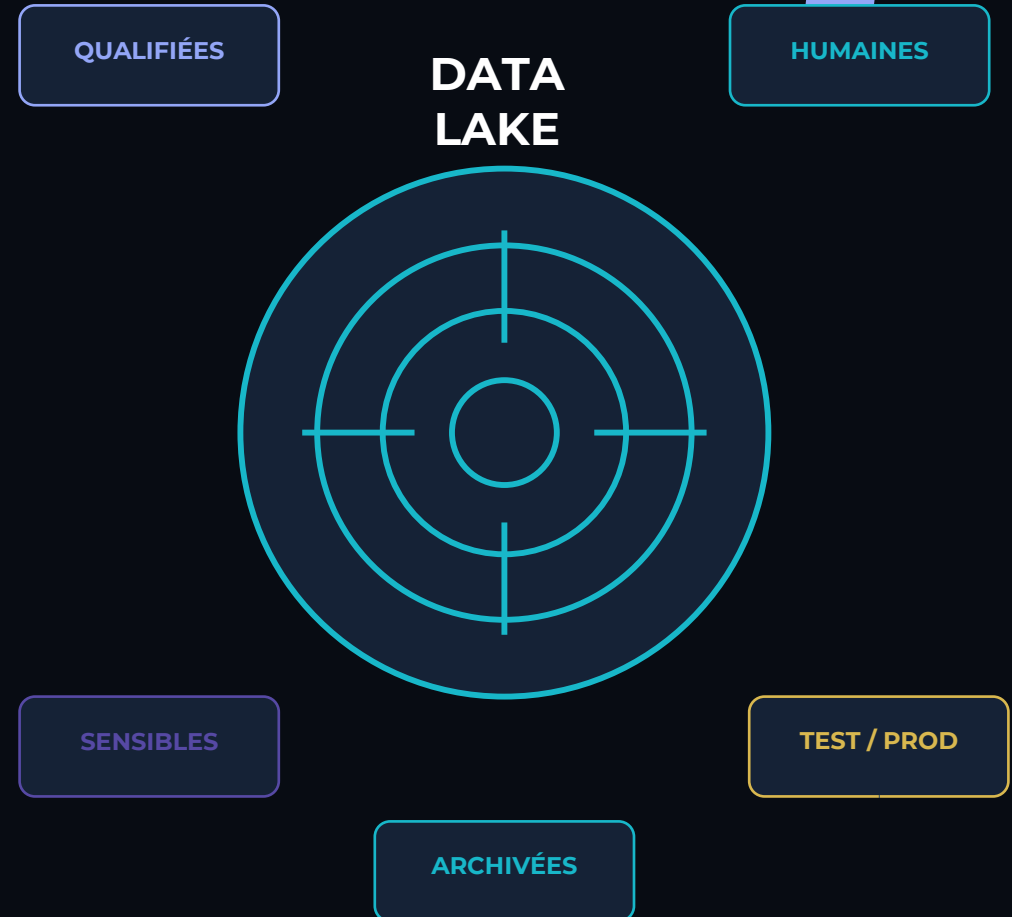 QUALIFIÉES
HUMAINES
DATA
LAKE
SENSIBLES
TEST / PROD
ARCHIVÉES